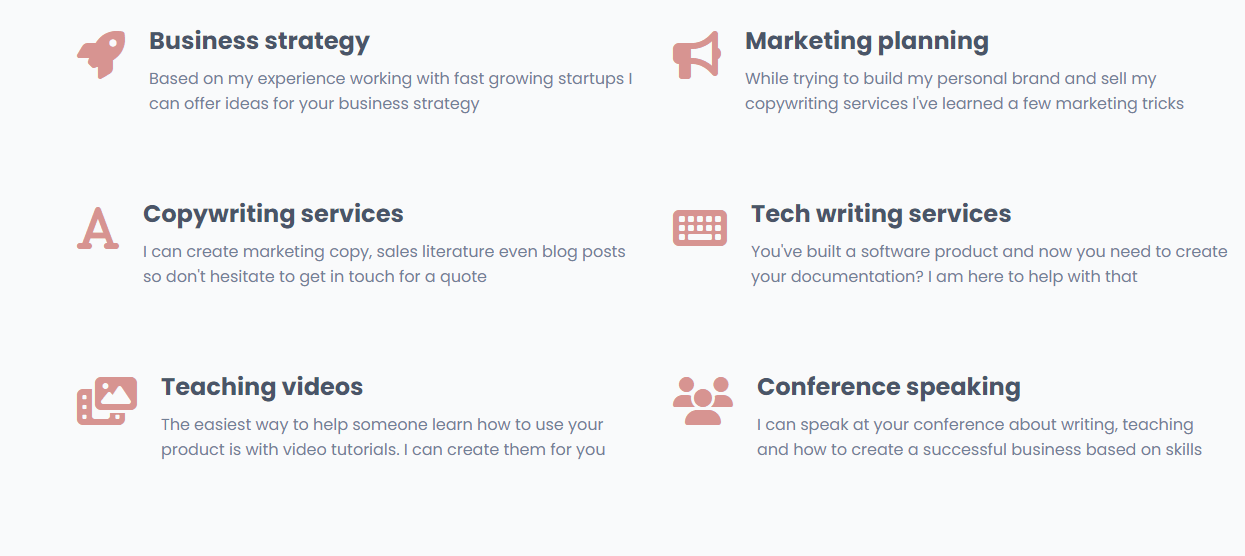 Business strategy
Based on my experience working with fast growing startups I
can offer ideas for your business strategy
Marketing planning
While trying to build my personal brand and sell my
copywriting services I've learned a few marketing tricks
Copywriting services
I can create marketing copy, sales literature even blog posts
so don't hesitate to get in touch for a quote
Tech writing services
You've built a software product and now you need to create
your documentation? I am here to help with that
Teaching videos
The easiest way to help someone learn how to use your
product is with video tutorials. I can create them for you
Conference speaking
I can speak at your conference about writing, teaching
and how to create a successful business based on skills